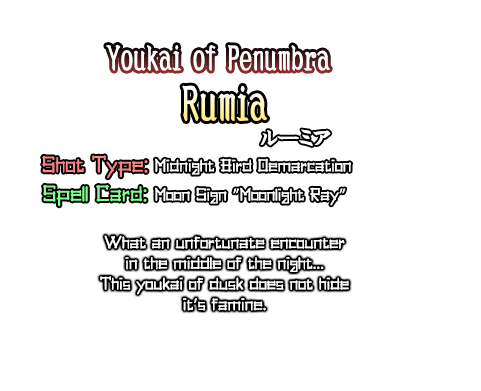 Youkai of Penumbra
Rumia
ルーミア
Shot Type: Midnight Bird Demarcation
Spell Card: Moon Sign "Moonlight Ray"
What an unfortunate encounter
in the middle of the night...
This youkai of dusk does not hide
it's famine.